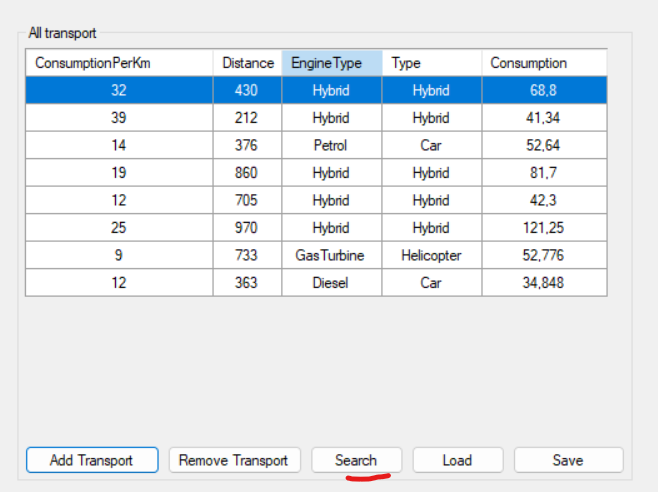 All transport
ConsumptionPerKm Distance EngineType Type Consumption
32 430 Hybrid Hybrid 68,8
39 212 Hybrid Hybrid 41,34
14 376 Petrol Car 52,64
19 860 Hybrid Hybrid 81,7
12 705 Hybrid Hybrid 42,3
25 970 Hybrid Hybrid 121,25
9 733 GasTurbine Helicopter 52,776
12 363 Diesel Car 34,848
Add Transport Remove Transport Search Load Save